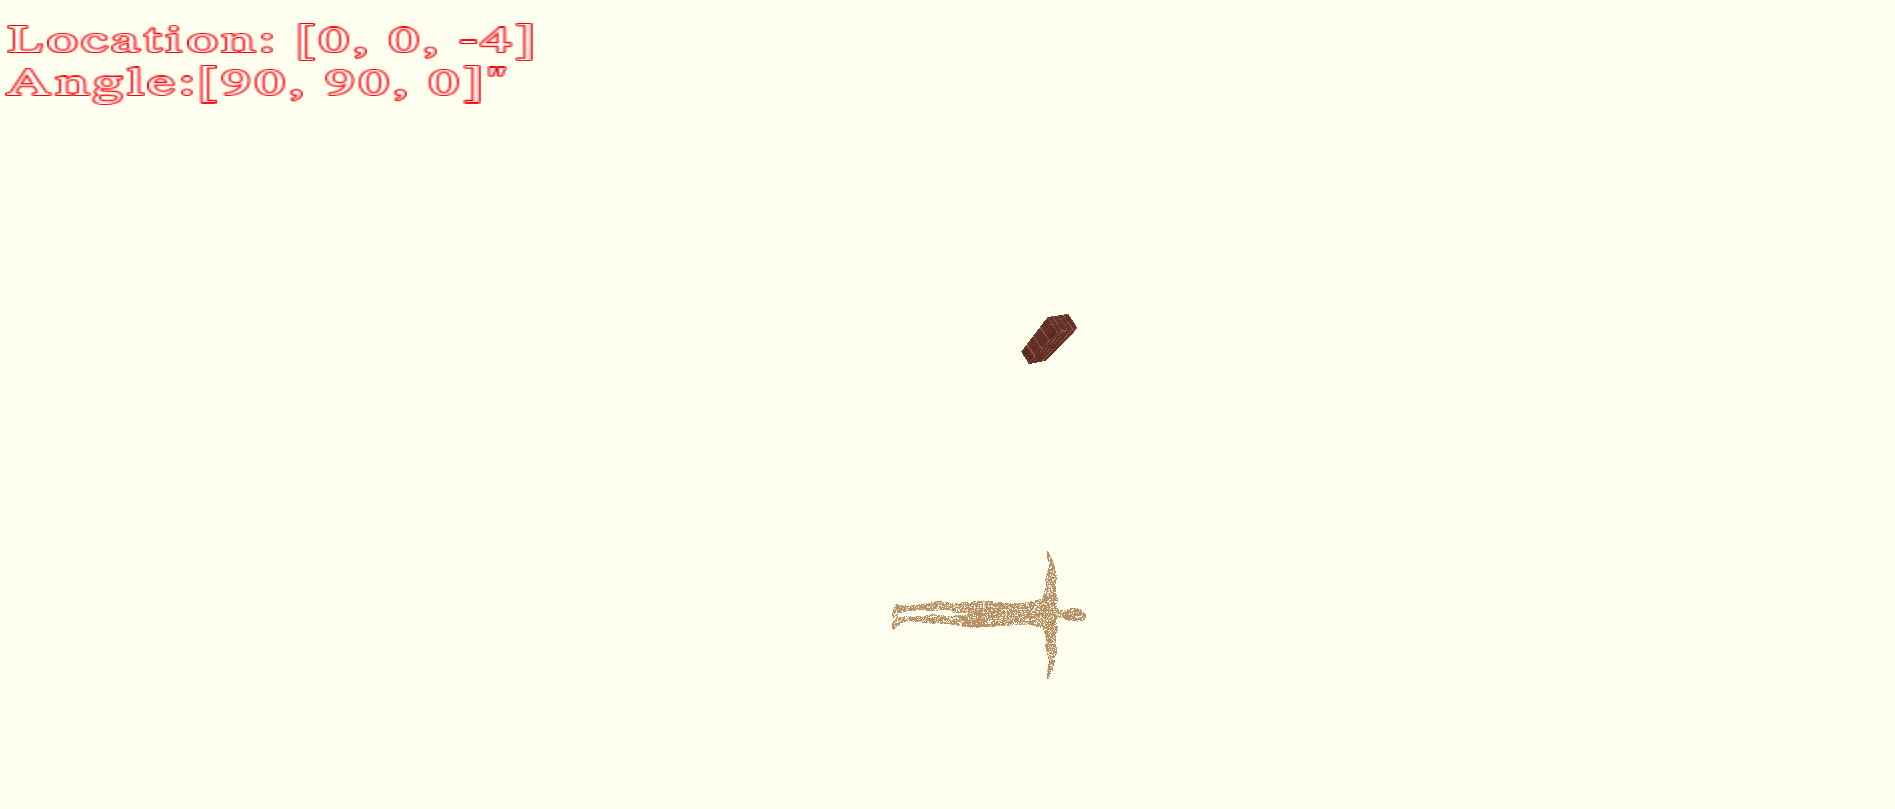 Location: [0, 0, -4]
Angle:[90, 90, 0]"